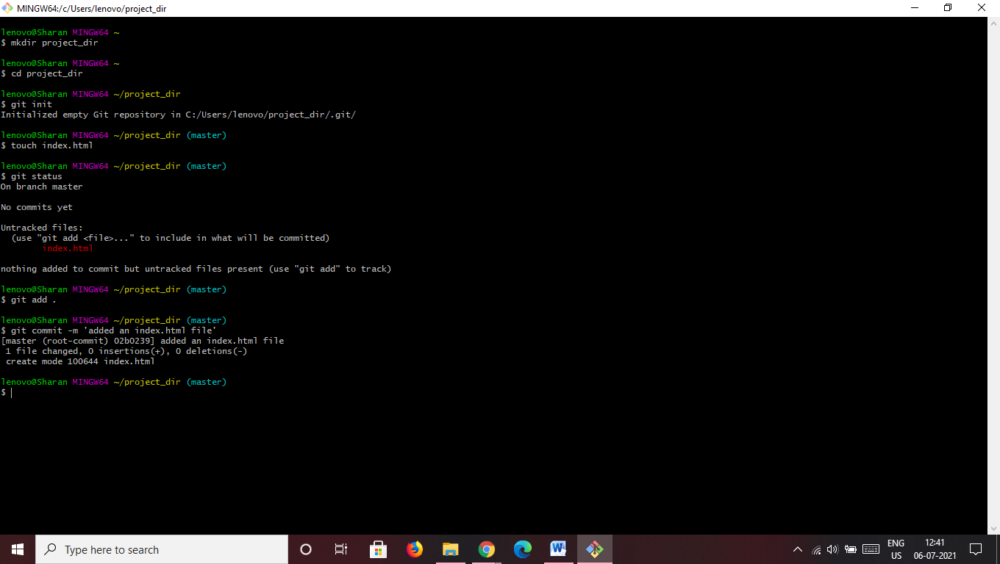 MINGW64:/c/Users/lenovo/project_dir
lenovo@Sharan MINGW64 ~
$ mkdir project_dir
lenovo@Sharan MINGW64 ~
$ cd project_dir
lenovo@Sharan MINGW64 ~/project_dir
$ git init
Initialized empty Git repository in C:/Users/lenovo/project_dir/.git/
lenovo@Sharan MINGW64 ~/project_dir (master)
$ touch index.html
lenovo@Sharan MINGW64 ~/project_dir (master)
$ git status
On branch master
No commits yet
Untracked files:
  (use "git add <file>..." to include in what will be committed)
        index.html
nothing added to commit but untracked files present (use "git add" to track)
lenovo@Sharan MINGW64 ~/project_dir (master)
$ git add .
lenovo@Sharan MINGW64 ~/project_dir (master)
$ git commit -m 'added an index.html file'
[master (root-commit) 02b0239] added an index.html file
 1 file changed, 0 insertions(+), 0 deletions(-)
 create mode 100644 index.html
lenovo@Sharan MINGW64 ~/project_dir (master)
$
Type here to search
W
ENG
US
12:41
06-07-2021